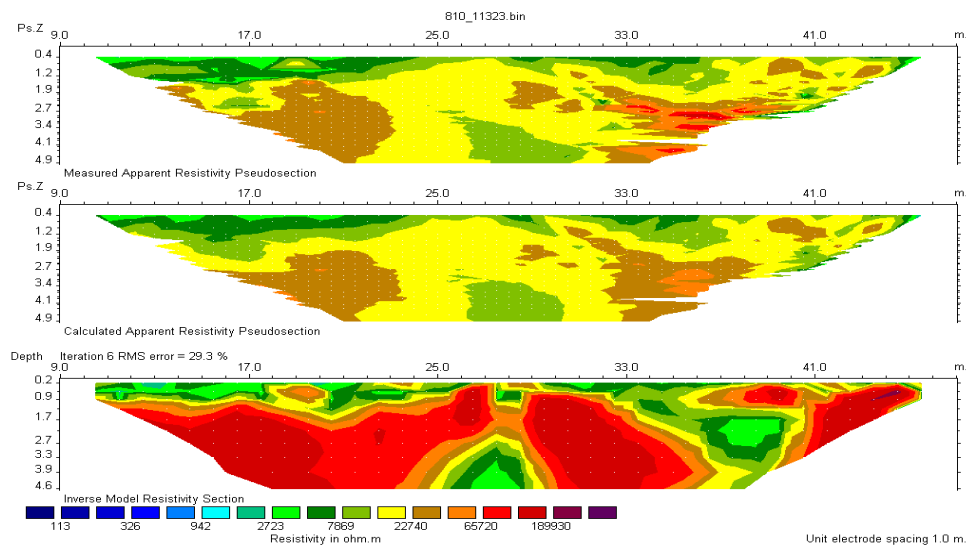 810_11323.bin
Ps.Z 9.0 17.0 25.0 33.0 41.0 m.
0.4
1.2
1.9
2.7
3.4
4.1
4.9
Measured Apparent Resistivity Pseudosection
Ps.Z 9.0 17.0 25.0 33.0 41.0 m.
0.4
1.2
1.9
2.7
3.4
4.1
4.9
Calculated Apparent Resistivity Pseudosection
Depth Iteration 6 RMS error = 29.3 %
9.0 17.0 25.0 33.0 41.0 m.
0.2
0.9
1.7
2.7
3.9
4.6
Inverse Model Resistivity Section
113 326 942 2723 7869 22740 65720 189930
Resistivity in ohm.m Unit electrode spacing 1.0 m.